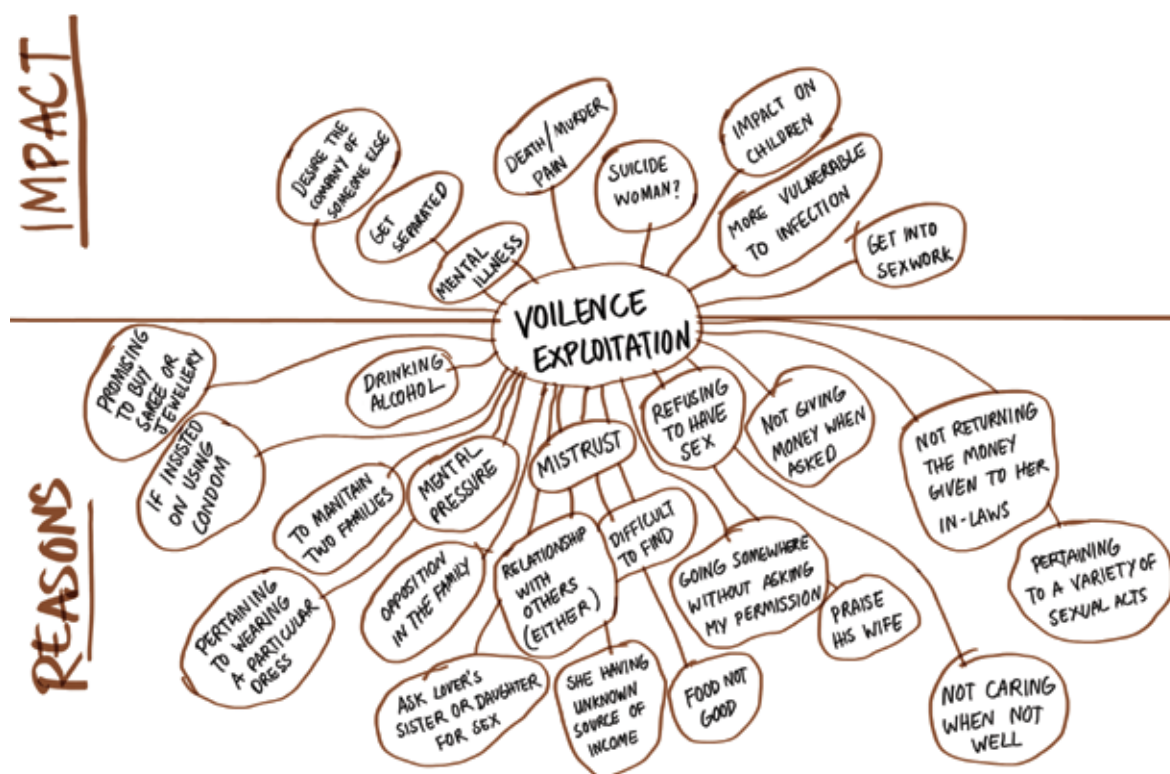 IMPACT
DESIRE THE
COMPANY OF
SOMEONE ELSE
GET
SEPARATED
MENTAL
ILLNESS
DEATH/MURDER
PAIN
SUICIDE
WOMAN?
IMPACT ON
CHILDREN
MORE VULNERABLE
TO INFECTION
GET INTO
SEXWORK
VOILENCE
EXPLOITATION
REASONS
PROMISING
TO BUY
SAREE OR
JEWELLERY
IF INSISTED
ON USING
CONDOM
DRINKING
ALCOHOL
TO MANITAIN
TWO FAMILIES
MENTAL
PRESSURE
PERTAINING
TO WEARING
A PARTICULAR
DRESS
OPPOSITION
IN THE FAMILY
MISTRUST
RELATIONSHIP
WITH
OTHERS
(EITHER)
DIFFICULT
TO FIND
ASK LOVER'S
SISTER OR DAUGHTER
FOR SEX
SHE HAVING
UNKNOWN
SOURCE OF
INCOME
FOOD NOT
GOOD
REFUSING
TO HAVE
SEX
NOT GIVING
MONEY WHEN
ASKED
GOING SOMEWHERE
WITHOUT ASKING
MY PERMISSION
PRAISE
HIS WIFE
NOT RETURNING
THE MONEY
GIVEN TO HER
IN-LAWS
PERTAINING
TO A VARIETY OF
SEXUAL ACTS
NOT CARING
WHEN NOT
WELL